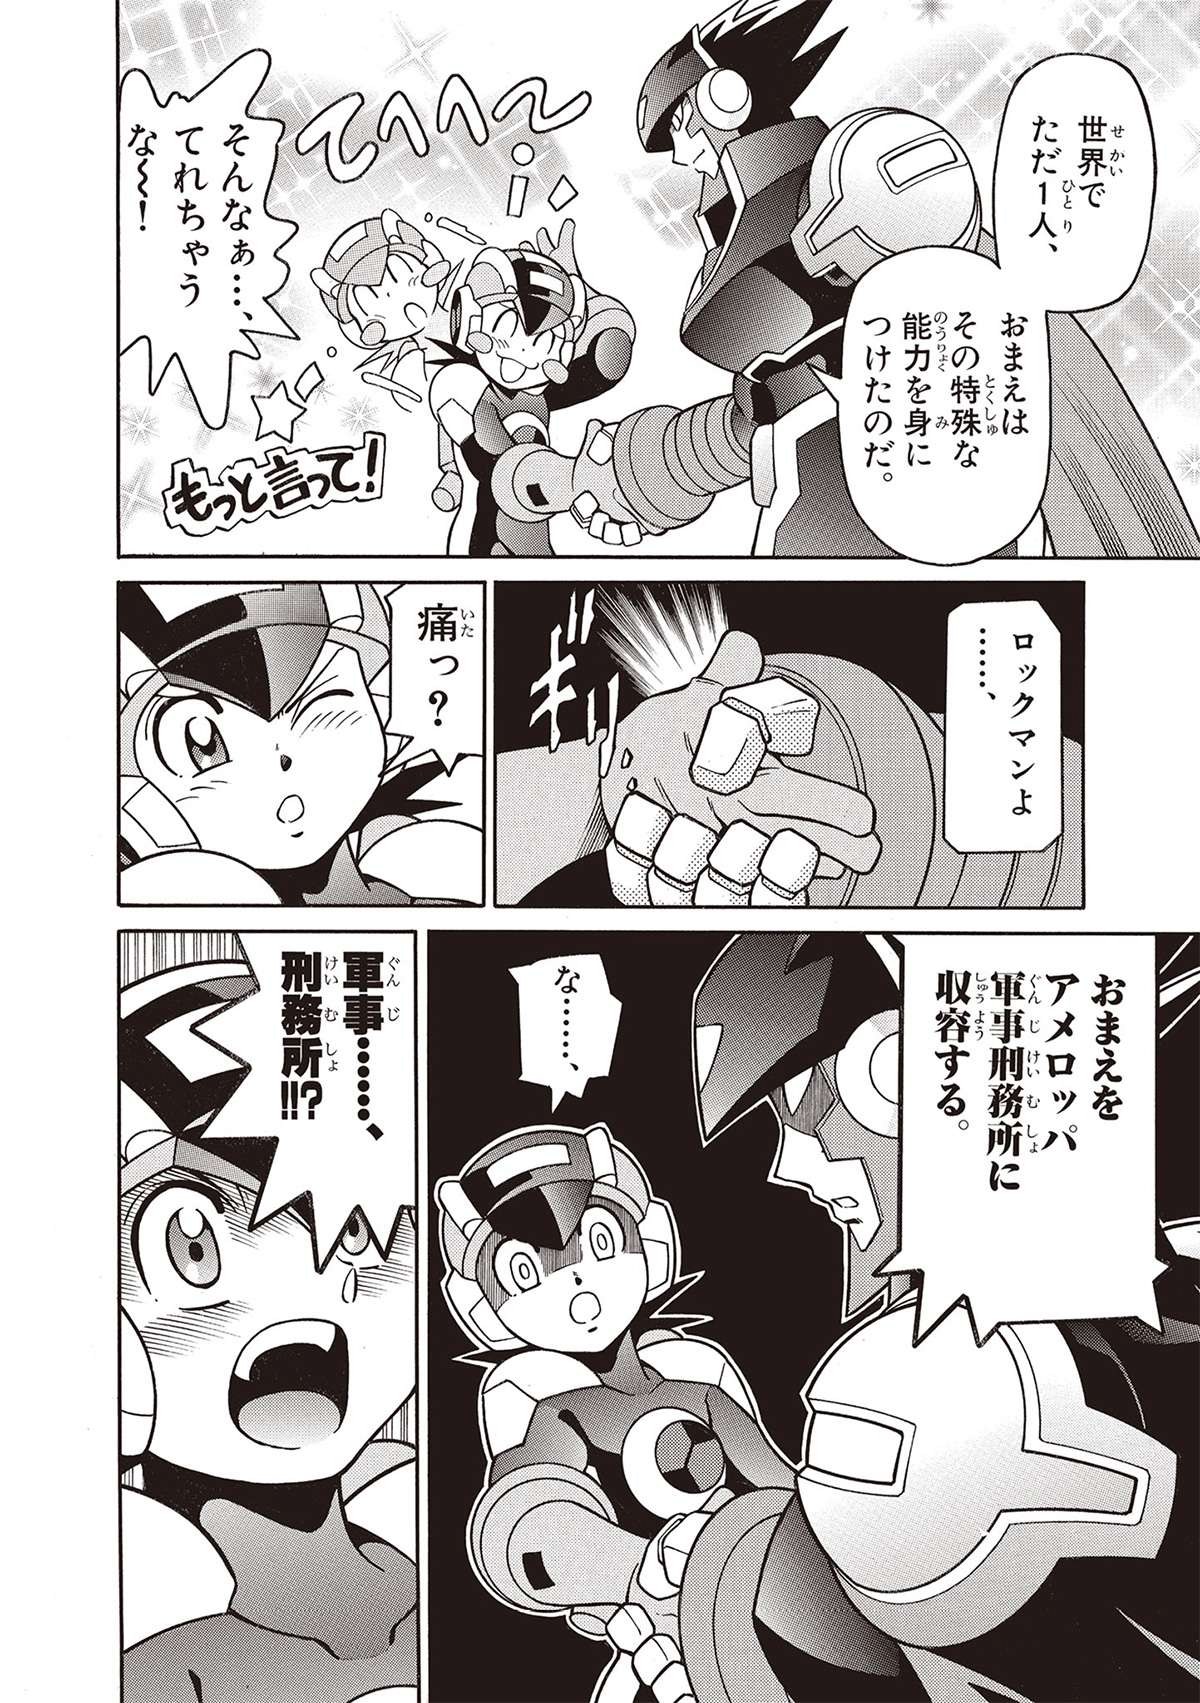 世界で
ただ1人、
おまえは
その特殊な
能力を身に
つけたのだ。
てへへ〜
そんなぁ……、
てれちゃう
な〜！
もっと言って！
ロックマンよ
……、
ギリッ
痛っ？
おまえを
アメロッパ
軍事刑務所に
収容する。
な……、
軍事……、
刑務所!!?